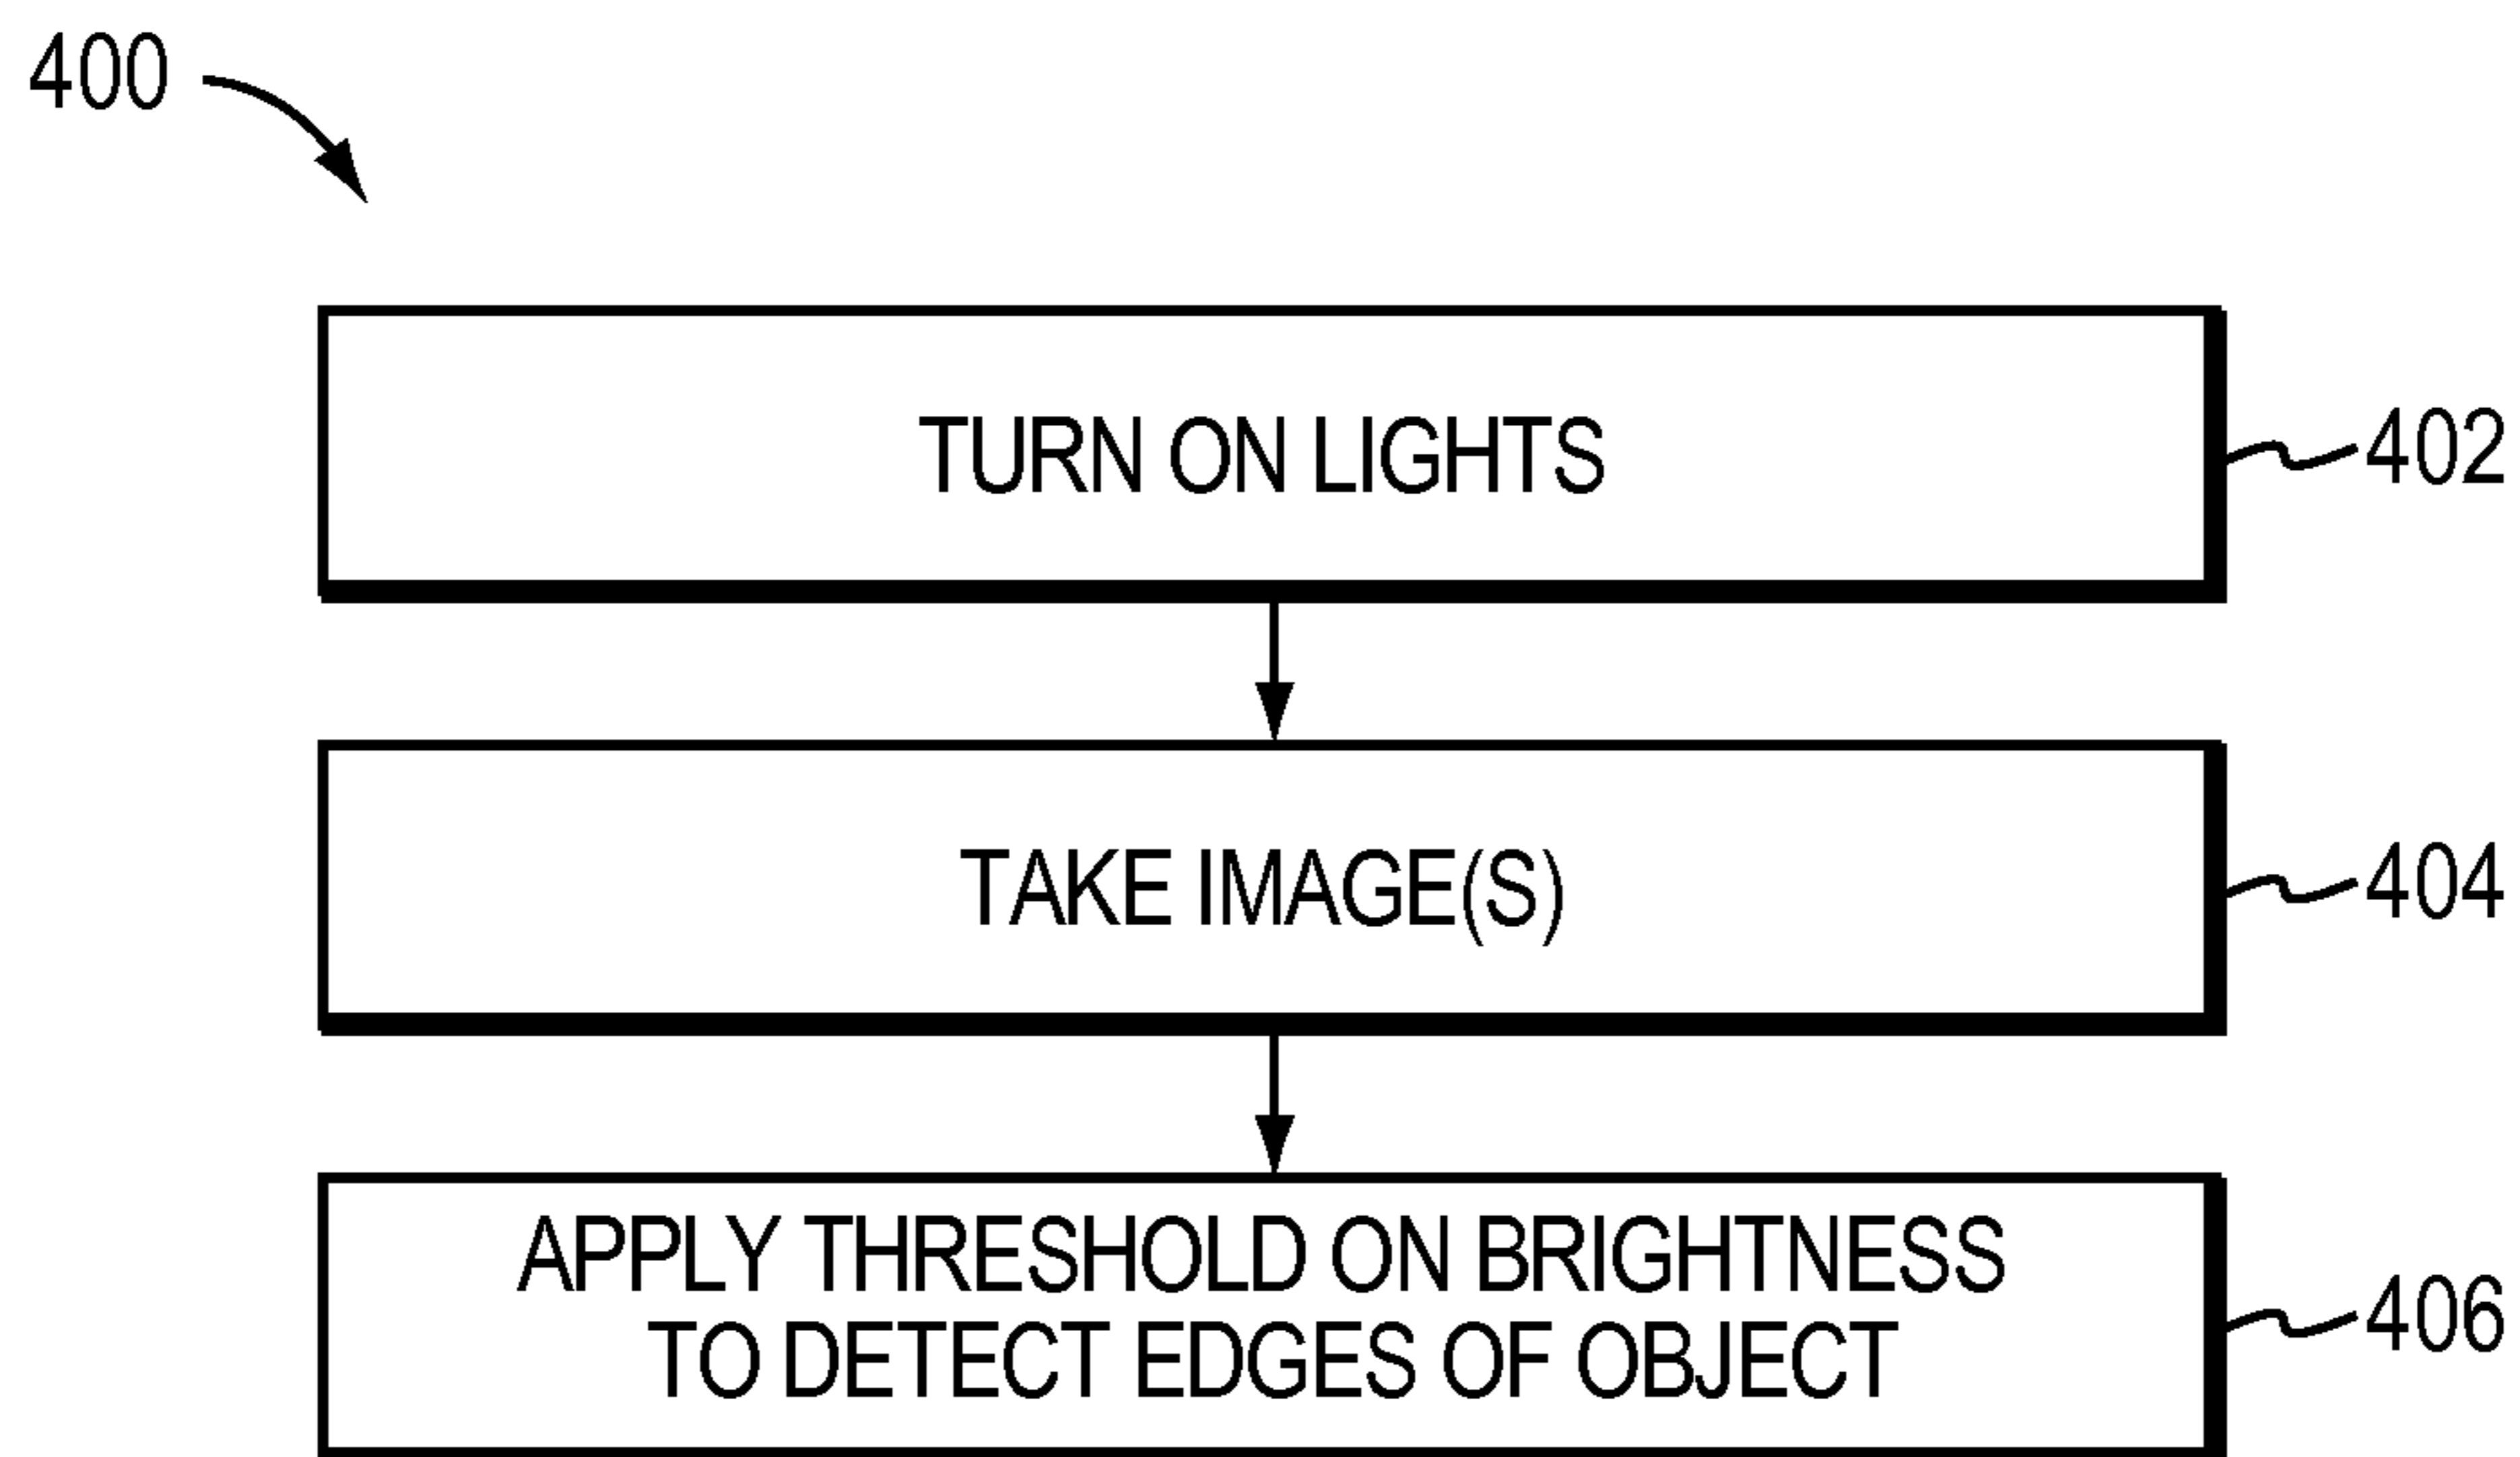 400
TURN ON LIGHTS
402
TAKE IMAGE(S)
404
APPLY THRESHOLD ON BRIGHTNESS
TO DETECT EDGES OF OBJECT
406